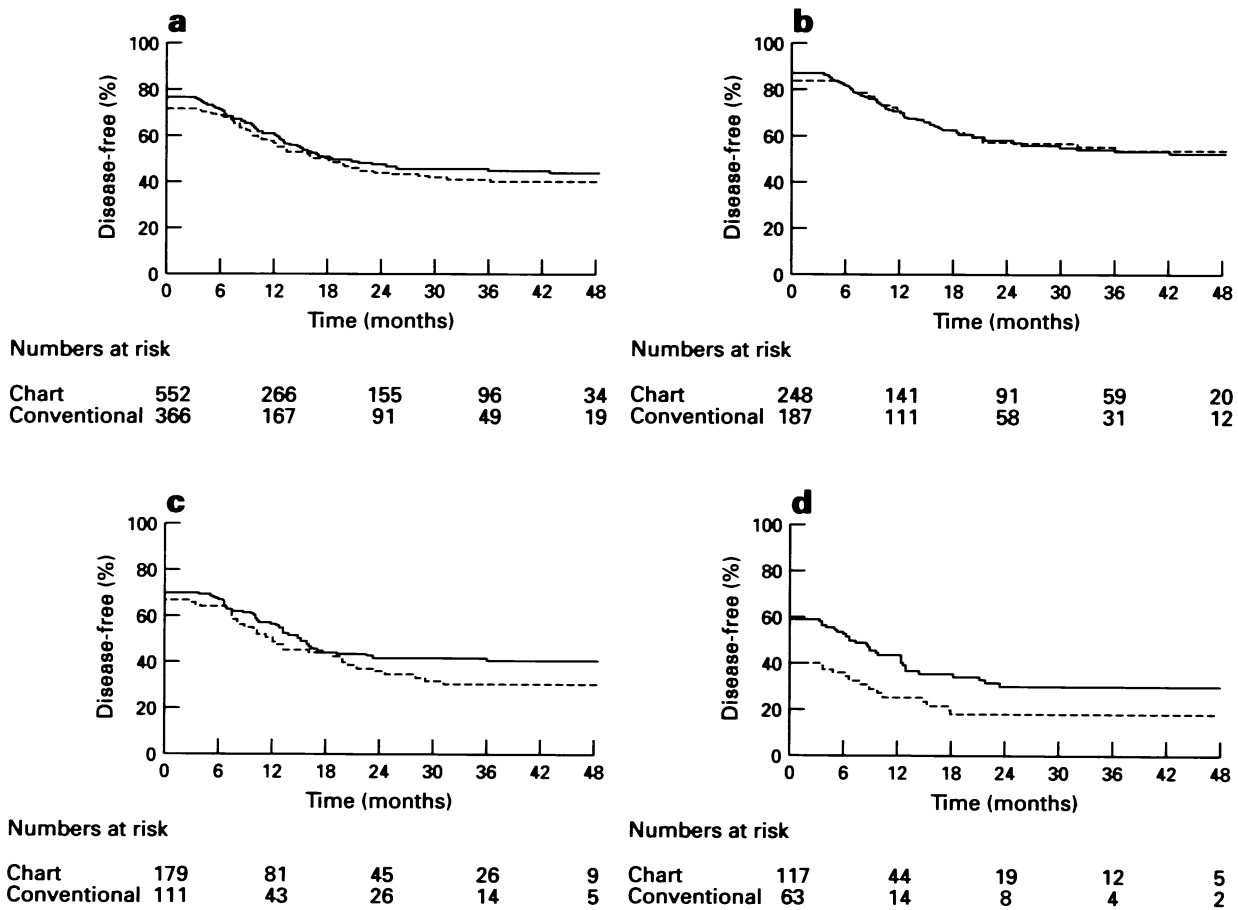 a
Disease-free (%)
100
80
60
40
20
0
0 6 12 18 24 30 36 42 48
Time (months)
Numbers at risk
Chart 552 266 155 96 34
Conventional 366 167 91 49 19
b
Disease-free (%)
100
80
60
40
20
0
0 6 12 18 24 30 36 42 48
Time (months)
Numbers at risk
Chart 248 141 91 59 20
Conventional 187 111 58 31 12
c
Disease-free (%)
100
80
60
40
20
0
0 6 12 18 24 30 36 42 48
Time (months)
Numbers at risk
Chart 179 81 45 26 9
Conventional 111 43 26 14 5
d
Disease-free (%)
100
80
60
40
20
0
0 6 12 18 24 30 36 42 48
Time (months)
Numbers at risk
Chart 117 44 19 12 5
Conventional 63 14 8 4 2